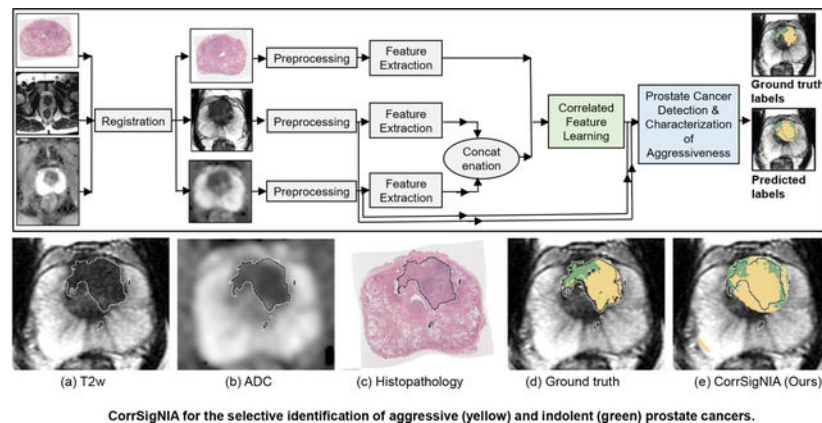 Registration
Preprocessing
Feature
Extraction
Preprocessing
Feature
Extraction
Preprocessing
Feature
Extraction
Concat
enation
Correlated
Feature
Learning
Prostate Cancer
Detection &
Characterization
of
Aggressiveness
Ground truth
labels
Predicted
labels
(a) T2w
(b) ADC
(c) Histopathology
(d) Ground truth
(e) CorrSigNIA (Ours)
CorrSigNIA for the selective identification of aggressive (yellow) and indolent (green) prostate cancers.